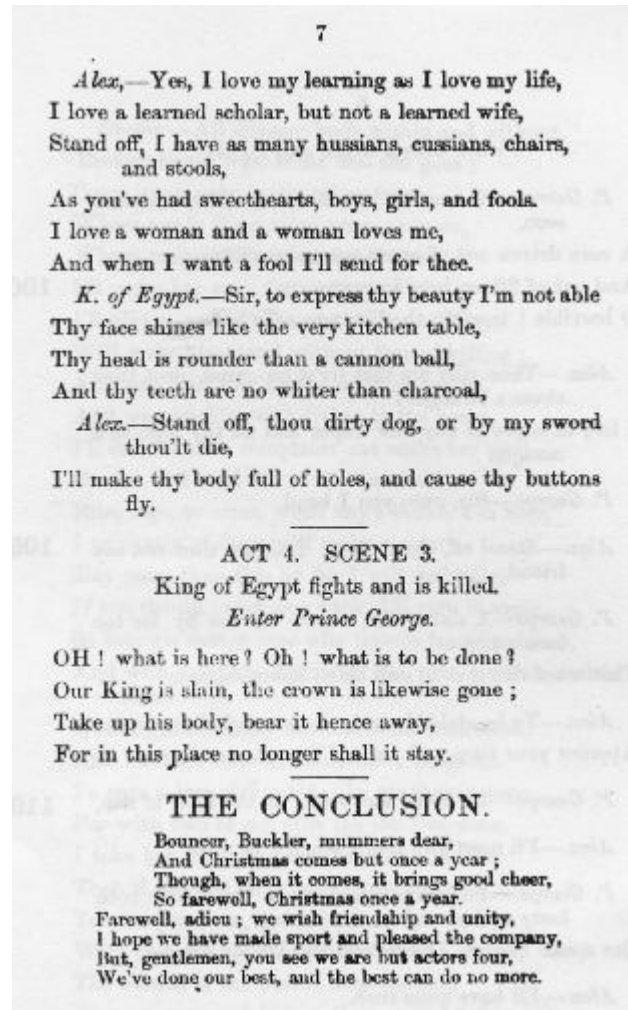 7
Alex,—Yes, I love my learning as I love my life,
I love a learned scholar, but not a learned wife,
Stand off, I have as many hussians, cussians, chairs,
and stools,
As you've had sweethearts, boys, girls, and fools.
I love a woman and a woman loves me,
And when I want a fool I'll send for thee.
K. of Egypt.—Sir, to express thy beauty I'm not able
Thy face shines like the very kitchen table,
Thy head is rounder than a cannon ball,
And thy teeth are no whiter than charcoal,
Alex.—Stand off, thou dirty dog, or by my sword
thou'lt die,
I'll make thy body full of holes, and cause thy buttons
fly.
ACT 4. SCENE 3.
King of Egypt fights and is killed.
Enter Prince George.
OH ! what is here ? Oh ! what is to be done ?
Our King is slain, the crown is likewise gone ;
Take up his body, bear it hence away,
For in this place no longer shall it stay.
THE CONCLUSION.
Bouncer, Buckler, mummers dear,
And Christmas comes but once a year ;
Though, when it comes, it brings good cheer,
So farewell, Christmas once a year.
Farewell, adieu ; we wish friendship and unity,
I hope we have made sport and pleased the company,
But, gentlemen, you see we are but actors four,
We've done our best, and the best can do no more.